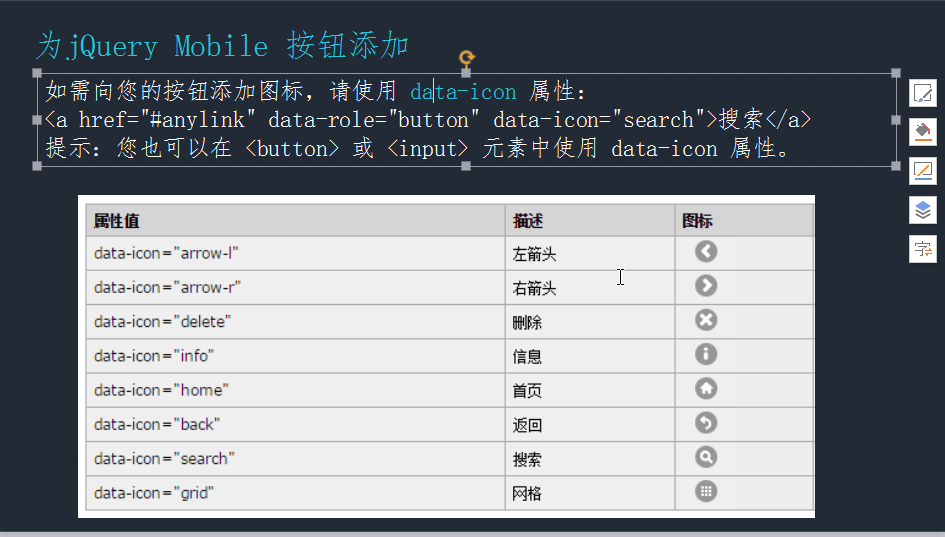 为jQuery Mobile 按钮添加
如需向您的按钮添加图标，请使用 data-icon 属性：
<a href="#anylink" data-role="button" data-icon="search">搜索</a>
提示：您也可以在 <button> 或 <input> 元素中使用 data-icon 属性。
属性值 描述 图标
data-icon="arrow-l" 左箭头
data-icon="arrow-r" 右箭头
data-icon="delete" 删除
data-icon="info" 信息
data-icon="home" 首页
data-icon="back" 返回
data-icon="search" 搜索
data-icon="grid" 网格
字